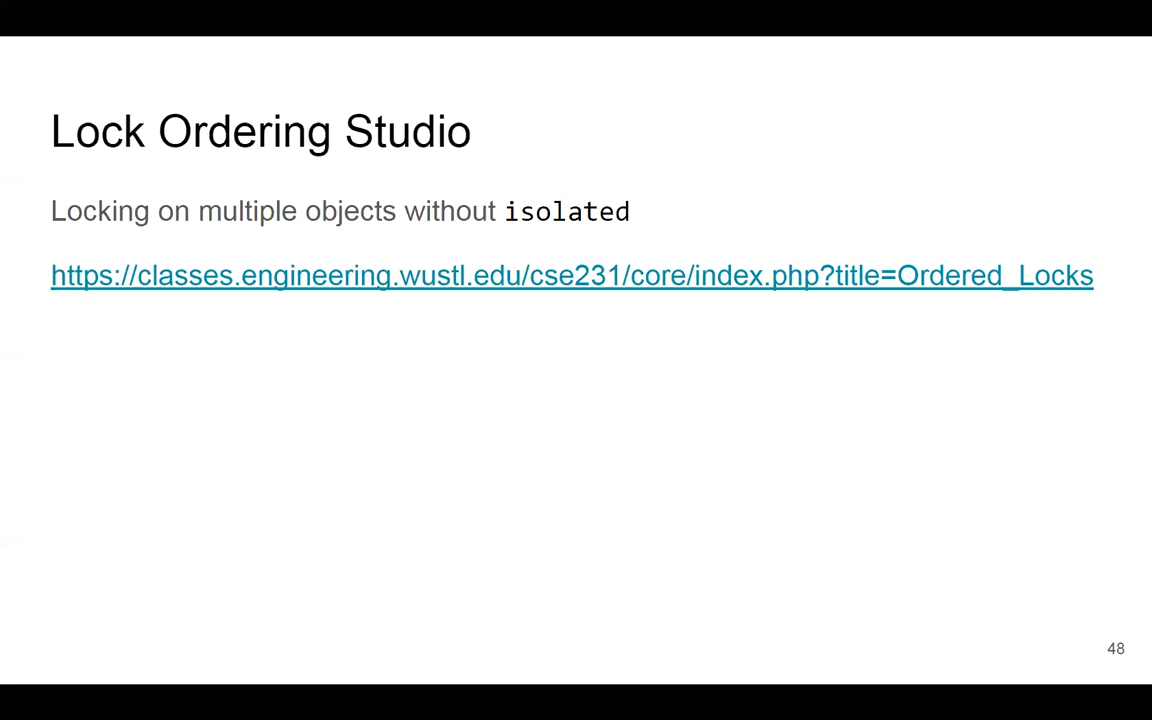 Lock Ordering Studio
Locking on multiple objects without isolated
https://classes.engineering.wustl.edu/cse231/core/index.php?title=Ordered_Locks
48